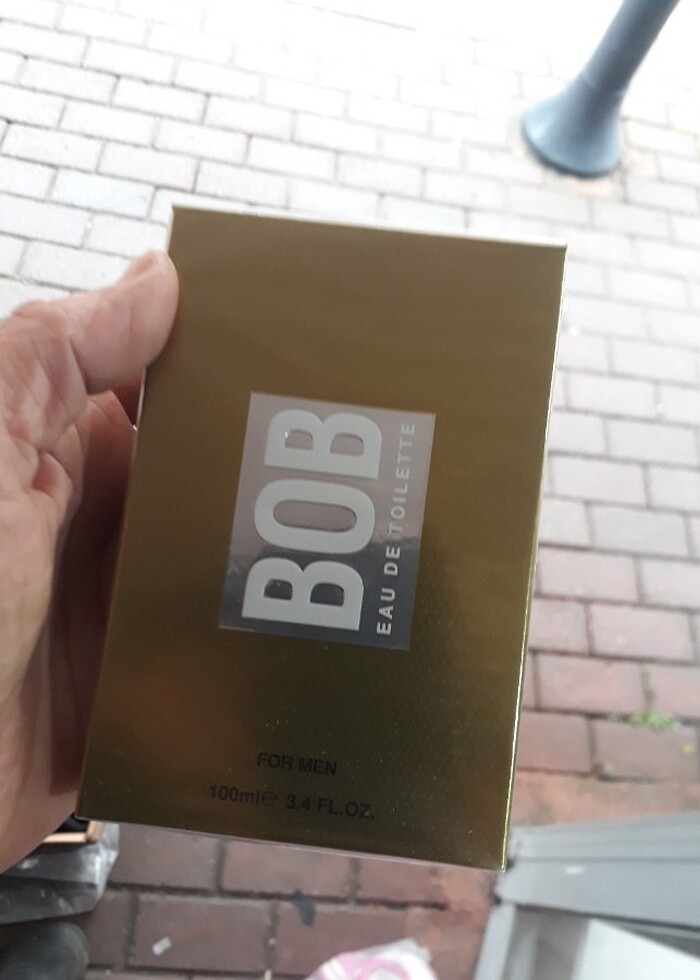 BOB
EAU DE TOILETTE
FOR MEN
100ml℮ 3.4 FL.OZ.